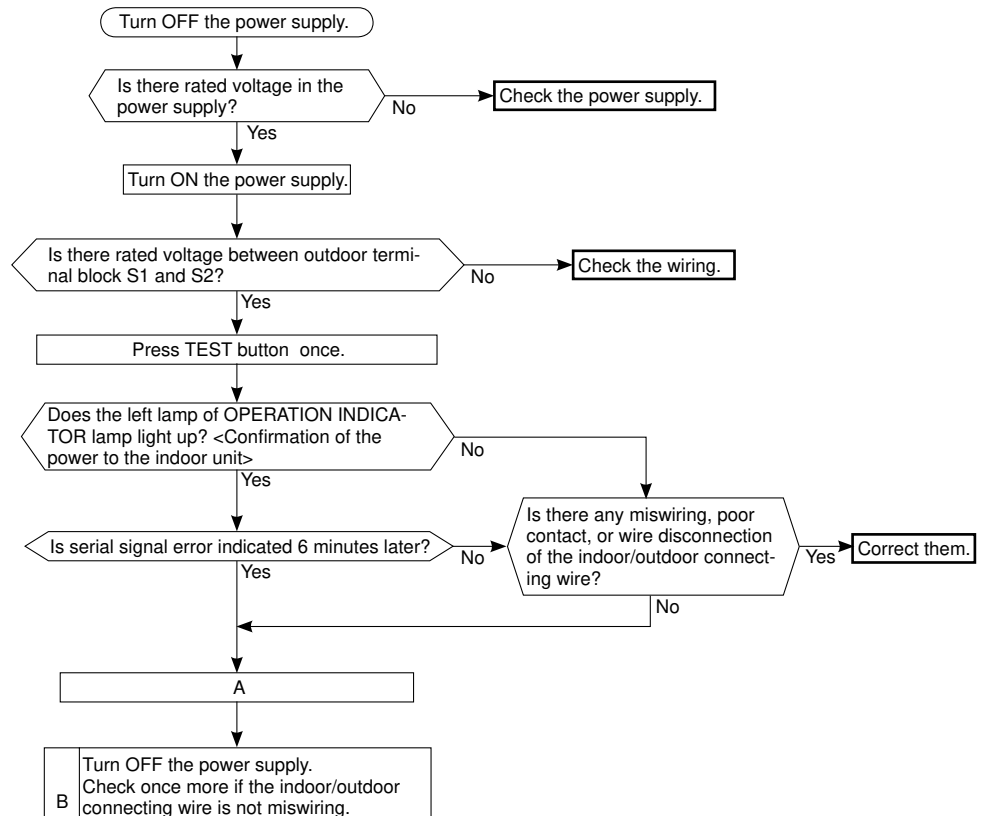 Turn OFF the power supply.
Is there rated voltage in the
power supply?
No
Check the power supply.
Yes
Turn ON the power supply.
Is there rated voltage between outdoor termi-
nal block S1 and S2?
No
Check the wiring.
Yes
Press TEST button once.
Does the left lamp of OPERATION INDICA-
TOR lamp light up? <Confirmation of the
power to the indoor unit>
No
Yes
Is there any miswiring, poor
contact, or wire disconnection
of the indoor/outdoor connect-
ing wire?
Is serial signal error indicated 6 minutes later?
No
Yes
Correct them.
Yes
No
A
Turn OFF the power supply.
Check once more if the indoor/outdoor
B
connecting wire is not miswiring.